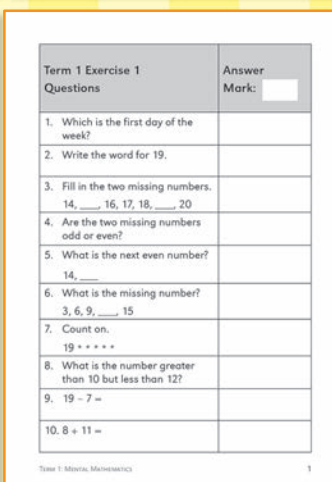 Term 1 Exercise 1
Questions
Answer
Mark:
1. Which is the first day of the
week?
2. Write the word for 19.
3. Fill in the two missing numbers.
14, ___, 16, 17, 18, ___, 20
4. Are the two missing numbers
odd or even?
5. What is the next even number?
14, ___
6. What is the missing number?
3, 6, 9, ___, 15
7. Count on.
19 • • • • •
8. What is the number greater
than 10 but less than 12?
9. 19 – 7 =
10. 8 + 11 =
Term 1: Mental Mathematics
1